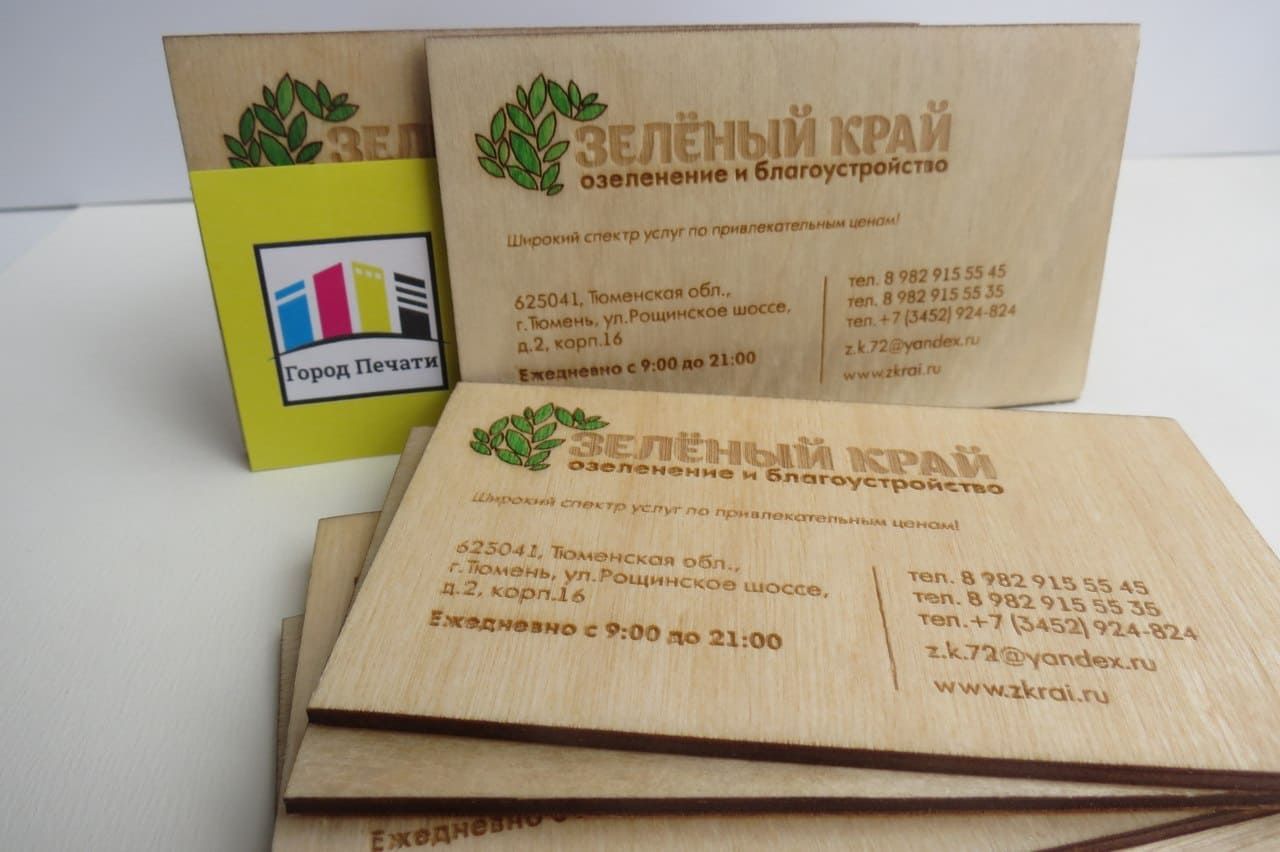 ЗЕЛЕ
Город Печати
ЗЕЛЁНЫЙ КРАЙ
озеленение и благоустройство
Широкий спектр услуг по привлекательным ценам!
625041, Тюменская обл.,
г.Тюмень, ул.Рощинское шоссе,
д.2, корп.16
Ежедневно с 9:00 до 21:00
тел. 8 982 915 55 45
тел. 8 982 915 55 35
тел.+7 (3452) 924-824
z.k.72@yandex.ru
www.zkrai.ru
ЗЕЛЁНЫЙ КРАЙ
озеленение и благоустройство
Широкий спектр услуг по привлекательным ценам!
625041, Тюменская обл.,
г.Тюмень, ул.Рощинское шоссе,
д.2, корп.16
Ежедневно с 9:00 до 21:00
тел. 8 982 915 55 45
тел. 8 982 915 55 35
тел.+7 (3452) 924-824
z.k.72@yandex.ru
www.zkrai.ru
Ежедневно с